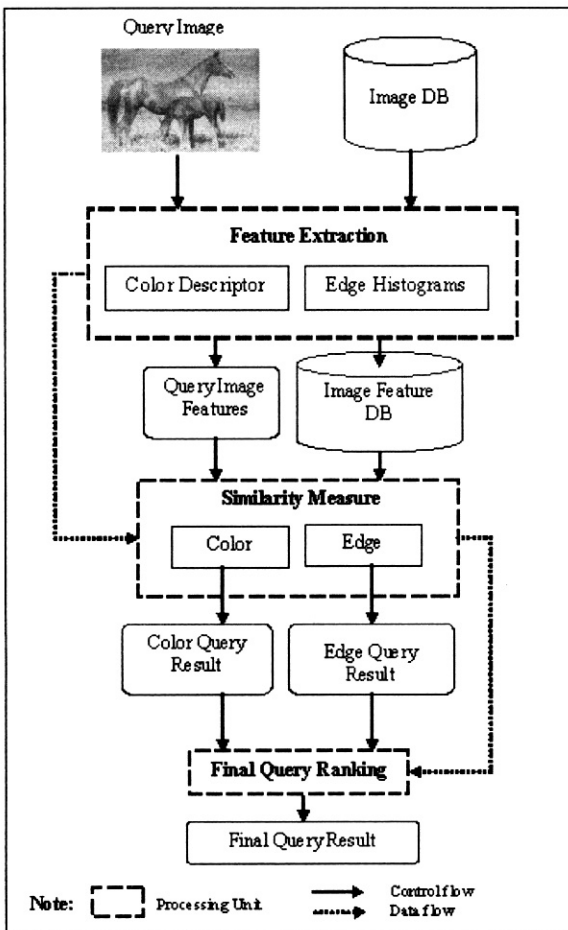 Query Image
Image DB
Feature Extraction
Color Descriptor
Edge Histograms
Query Image
Features
Image Feature
DB
Similarity Measure
Color
Edge
Color Query
Result
Edge Query
Result
Final Query Ranking
Final Query Result
Note:
Processing Unit
Control flow
Data flow